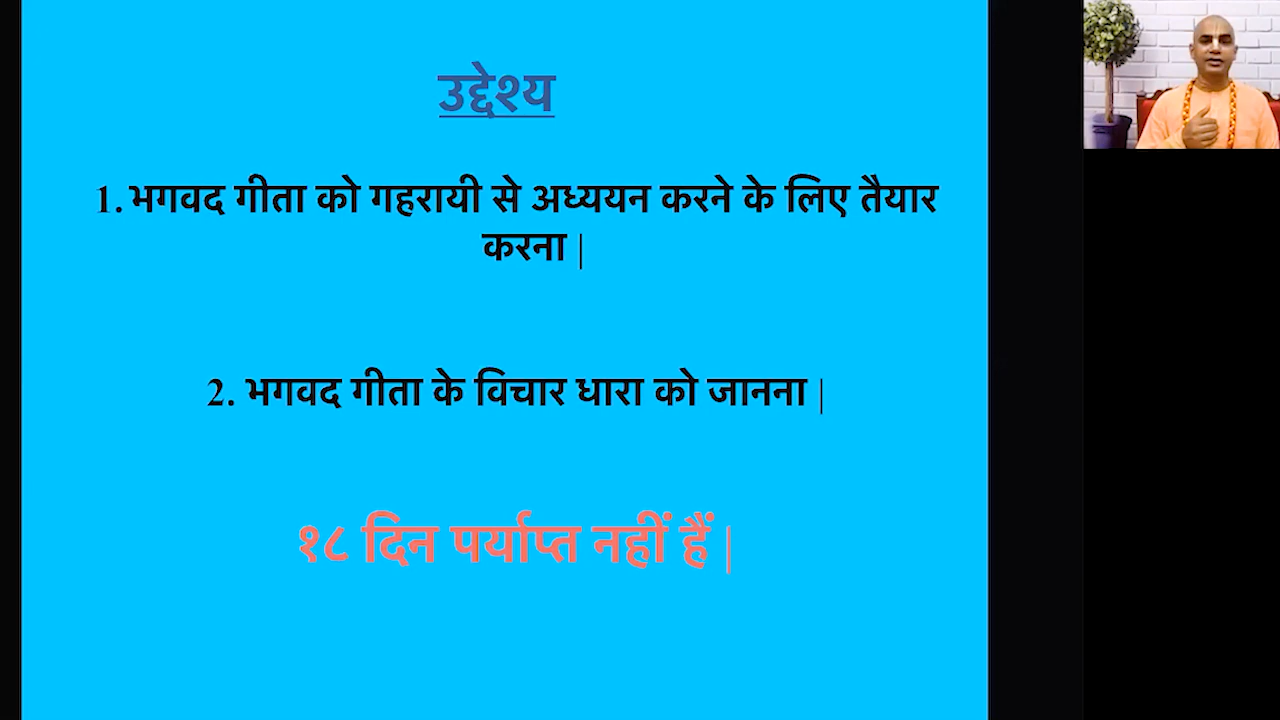 उद्देश्य
1. भगवद गीता को गहरायी से अध्ययन करने के लिए तैयार
करना |
2. भगवद गीता के विचार धारा को जानना |
१८ दिन पर्याप्त नहीं हैं |